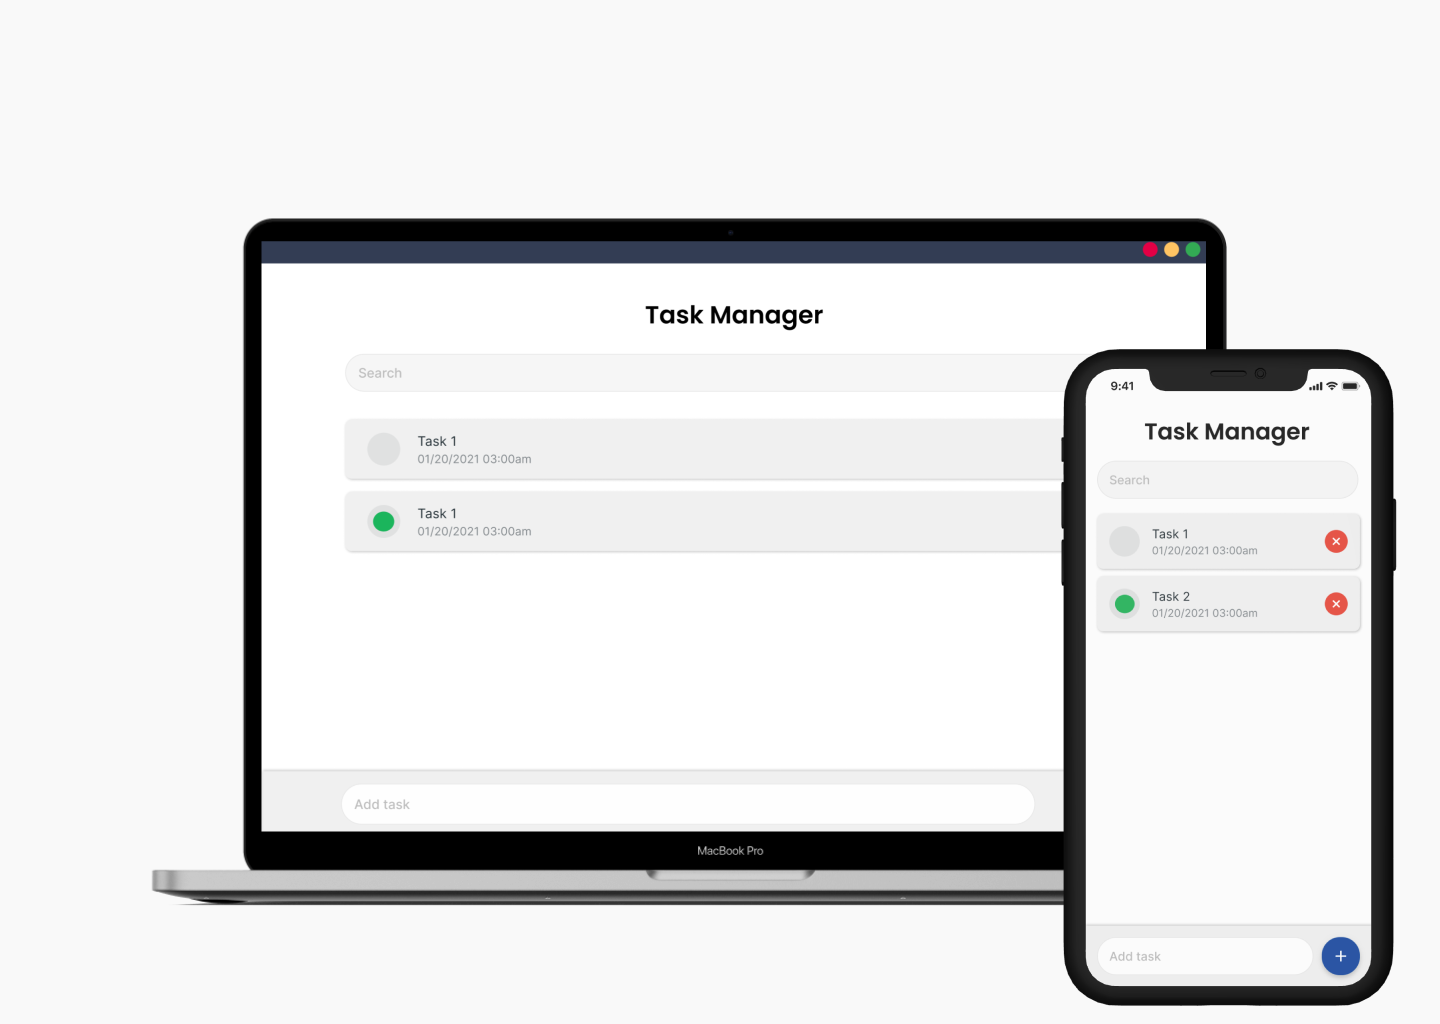 Task Manager
Search
Task 1
01/20/2021 03:00am
Task 1
01/20/2021 03:00am
Add task
MacBook Pro
9:41
Task Manager
Search
Task 1
01/20/2021 03:00am
Task 2
01/20/2021 03:00am
Add task